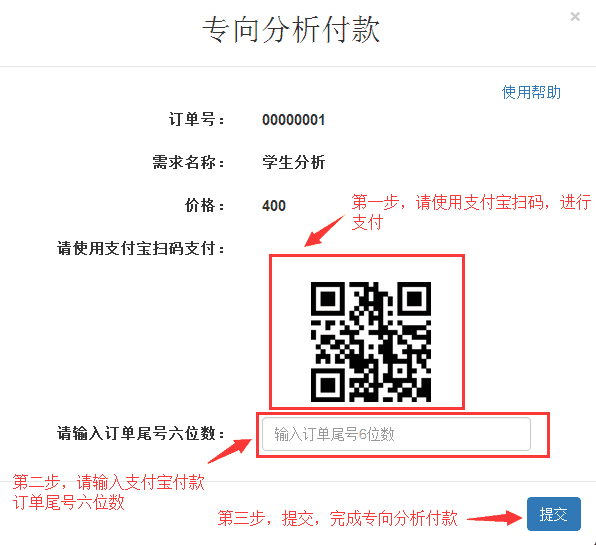 专向分析付款
×
使用帮助
订单号： 00000001
需求名称： 学生分析
价格： 400
第一步，请使用支付宝扫码，进行
支付
请使用支付宝扫码支付：
请输入订单尾号六位数： 输入订单尾号6位数
第二步，请输入支付宝付款
订单尾号六位数
第三步，提交，完成专向分析付款
提交